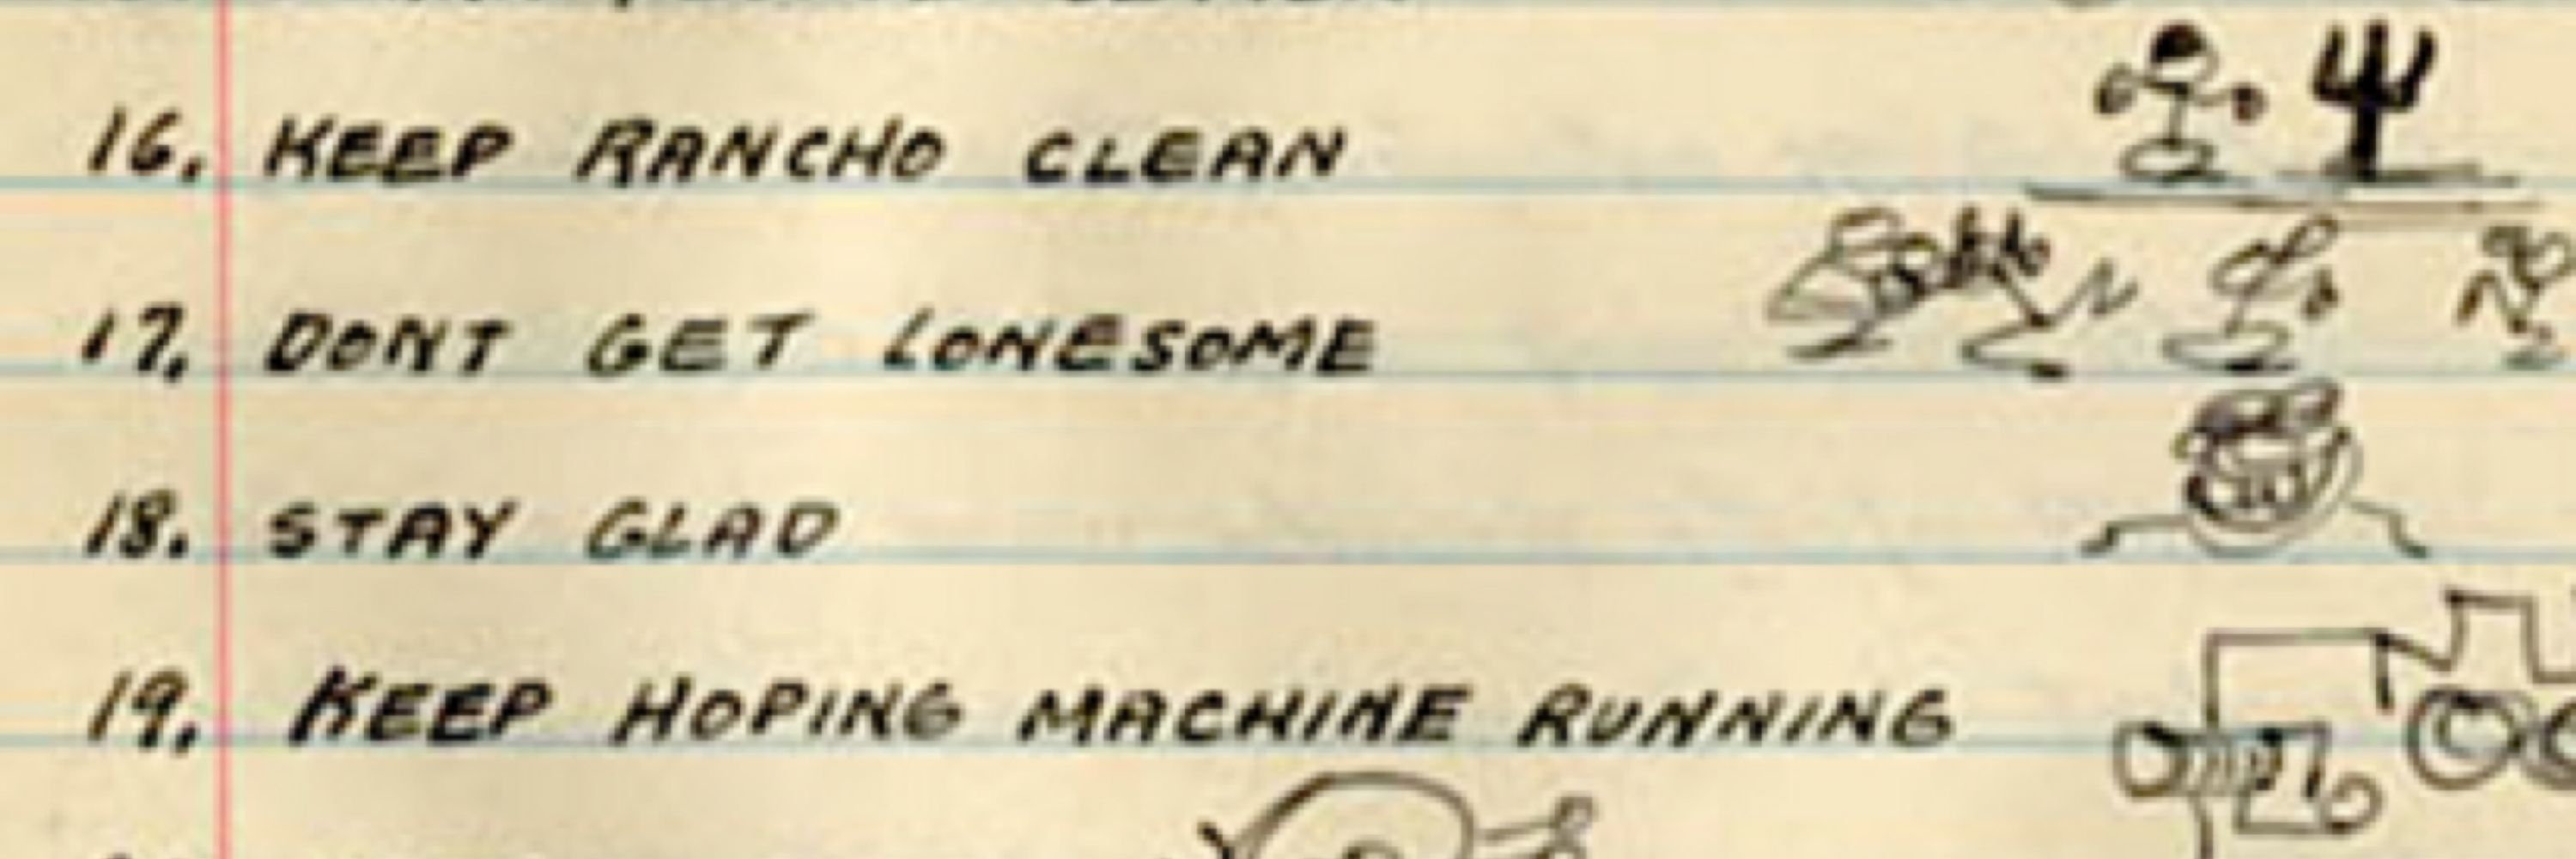 16. KEEP RANCHO CLEAN
17. DONT GET LONESOME
18. STAY GLAD
19. KEEP HOPING MACHINE RUNNING